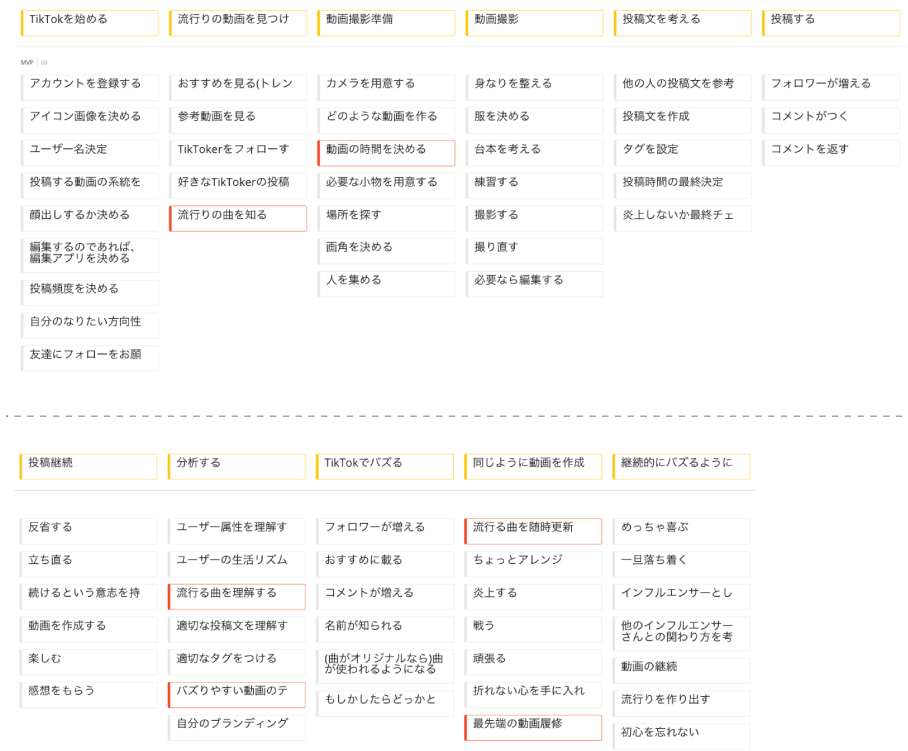 TikTokを始める
流行りの動画を見つけ
動画撮影準備
動画撮影
投稿文を考える
投稿する
MVP | 69
アカウントを登録する
おすすめを見る(トレン
カメラを用意する
身なりを整える
他の人の投稿文を参考
フォロワーが増える
アイコン画像を決める
参考動画を見る
どのような動画を作る
服を決める
投稿文を作成
コメントがつく
ユーザー名決定
TikTokerをフォローす
動画の時間を決める
台本を考える
タグを設定
コメントを返す
投稿する動画の系統を
好きなTikTokerの投稿
必要な小物を用意する
練習する
投稿時間の最終決定
顔出しするか決める
流行りの曲を知る
場所を探す
撮影する
炎上しないか最終チェ
編集するのであれば、
編集アプリを決める
画角を決める
撮り直す
投稿頻度を決める
人を集める
必要なら編集する
自分のなりたい方向性
友達にフォローをお願
投稿継続
分析する
TikTokでバズる
同じように動画を作成
継続的にバズるように
反省する
ユーザー属性を理解す
フォロワーが増える
流行る曲を随時更新
めっちゃ喜ぶ
立ち直る
ユーザーの生活リズム
おすすめに載る
ちょっとアレンジ
一旦落ち着く
続けるという意志を持
流行る曲を理解する
コメントが増える
炎上する
インフルエンサーとし
動画を作成する
適切な投稿文を理解す
名前が知られる
戦う
他のインフルエンサー
さんとの関わり方を考
楽しむ
適切なタグをつける
(曲がオリジナルなら)曲
が使われるようになる
頑張る
動画の継続
感想をもらう
バズりやすい動画のテ
もしかしたらどっかと
折れない心を手に入れ
流行りを作り出す
自分のブランディング
最先端の動画履修
初心を忘れない